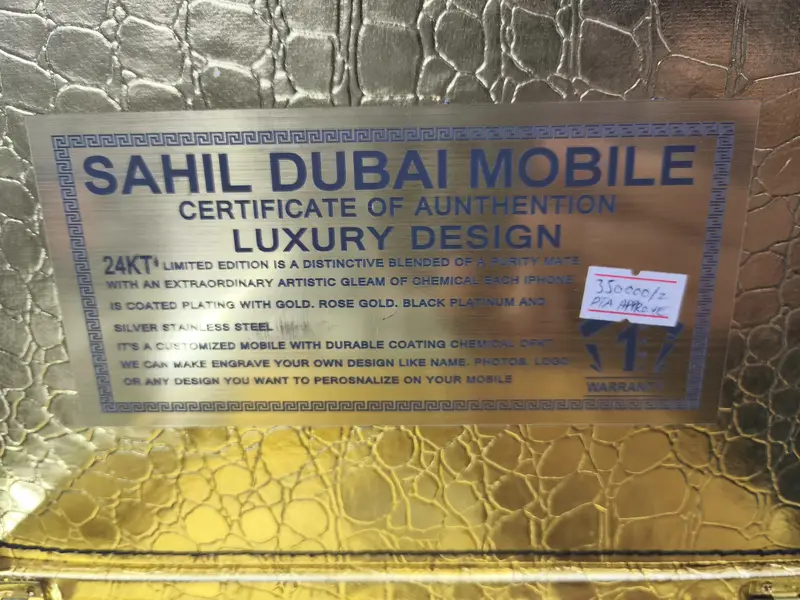 SAHIL DUBAI MOBILE
CERTIFICATE OF AUNTHENTION
LUXURY DESIGN
24KT LIMITED EDITION IS A DISTINCTIVE BLENDED OF A PURITY MATE
WITH AN EXTRAORDINARY ARTISTIC GLEAM OF CHEMICAL EACH IPHONE
IS COATED PLATING WITH GOLD. ROSE GOLD. BLACK PLATINUM AND
SILVER STAINLESS STEEL
IT'S A CUSTOMIZED MOBILE WITH DURABLE COATING CHEMICAL
WE CAN MAKE ENGRAVE YOUR OWN DESIGN LIKE NAME. PHOTOS. LOGO
OR ANY DESIGN YOU WANT TO PEROSNALIZE ON YOUR MOBILE
350000/z
PTA APPROVE
1
WARRANTY